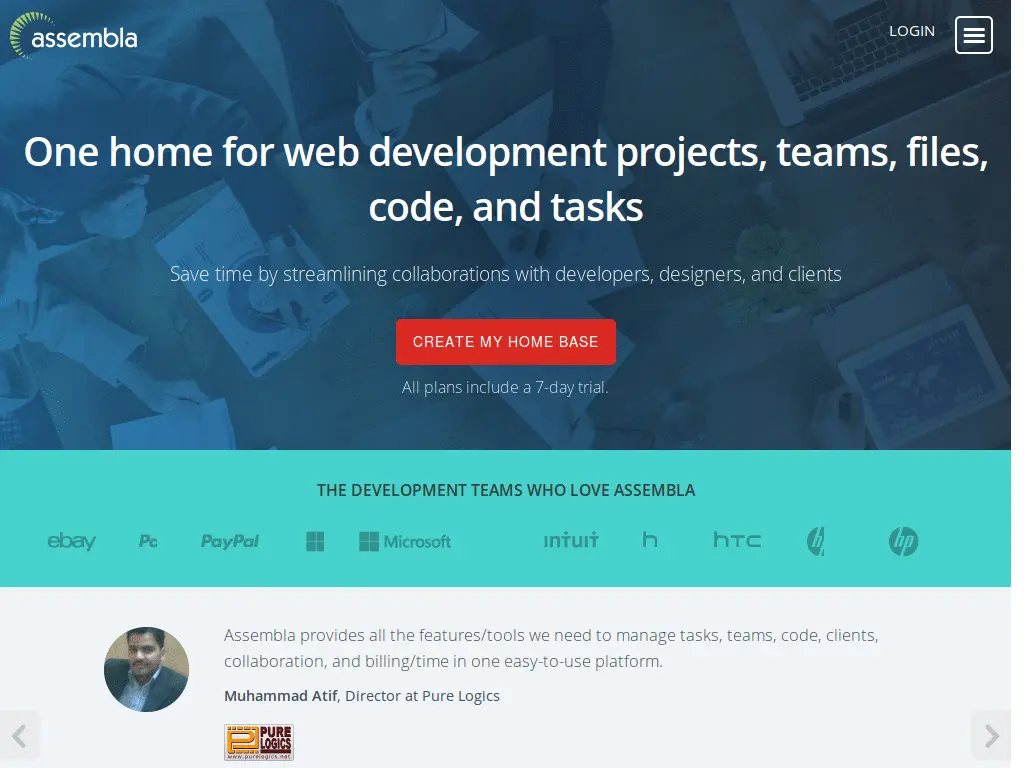 assembla
LOGIN
One home for web development projects, teams, files,
code, and tasks
Save time by streamlining collaborations with developers, designers, and clients
CREATE MY HOME BASE
All plans include a 7-day trial.
THE DEVELOPMENT TEAMS WHO LOVE ASSEMBLA
ebay Pa PayPal Microsoft intuit h hTC h hp
Assembla provides all the features/tools we need to manage tasks, teams, code, clients,
collaboration, and billing/time in one easy-to-use platform.
Muhammad Atif, Director at Pure Logics
PURE
LOGICS
www.purelogics.net